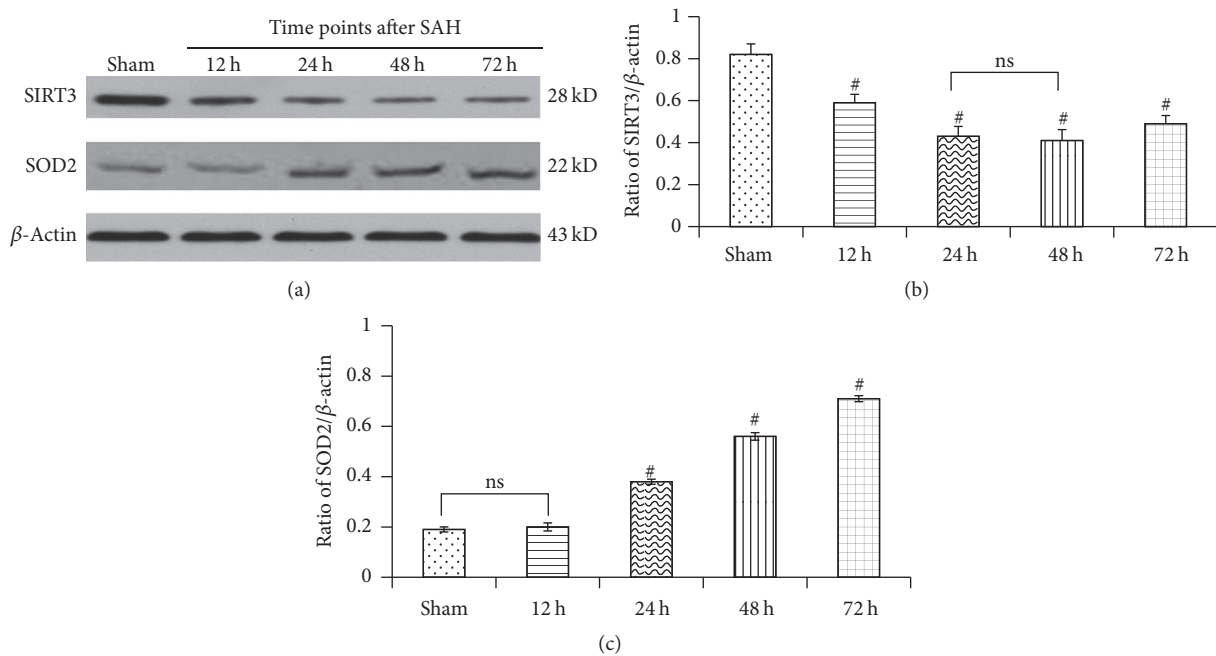 Time points after SAH
Sham 12 h 24 h 48 h 72 h
SIRT3 28 kD
SOD2 22 kD
β-Actin 43 kD
(a)
Ratio of SIRT3/β-actin
1
0.8
0.6
0.4
0.2
0
ns
# # # #
Sham 12 h 24 h 48 h 72 h
(b)
Ratio of SOD2/β-actin
1
0.8
0.6
0.4
0.2
0
ns
# # #
Sham 12 h 24 h 48 h 72 h
(c)